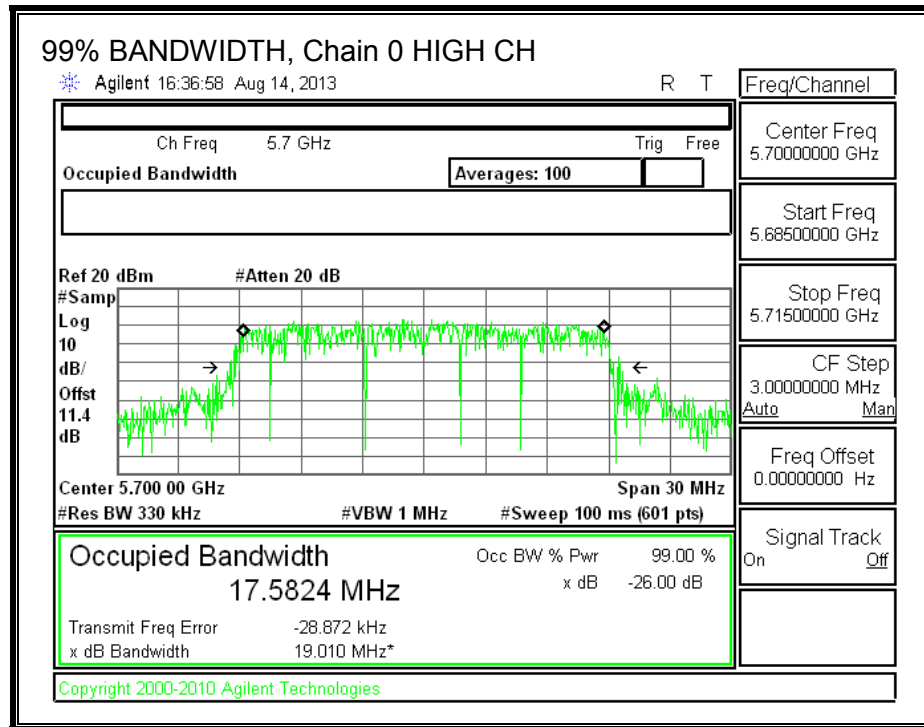 99% BANDWIDTH, Chain 0 HIGH CH
Agilent 16:36:58 Aug 14, 2013 R T
Ch Freq 5.7 GHz Trig Free
Occupied Bandwidth Averages: 100
Ref 20 dBm #Atten 20 dB
#Samp
Log
10
dB/
Offst
11.4
dB
Center 5.700 00 GHz Span 30 MHz
#Res BW 330 kHz #VBW 1 MHz #Sweep 100 ms (601 pts)
Occupied Bandwidth Occ BW % Pwr 99.00 %
17.5824 MHz x dB -26.00 dB
Transmit Freq Error -28.872 kHz
x dB Bandwidth 19.010 MHz*
Copyright 2000-2010 Agilent Technologies
Freq/Channel
Center Freq
5.70000000 GHz
Start Freq
5.68500000 GHz
Stop Freq
5.71500000 GHz
CF Step
3.00000000 MHz
Auto Man
Freq Offset
0.00000000 Hz
Signal Track
On Off